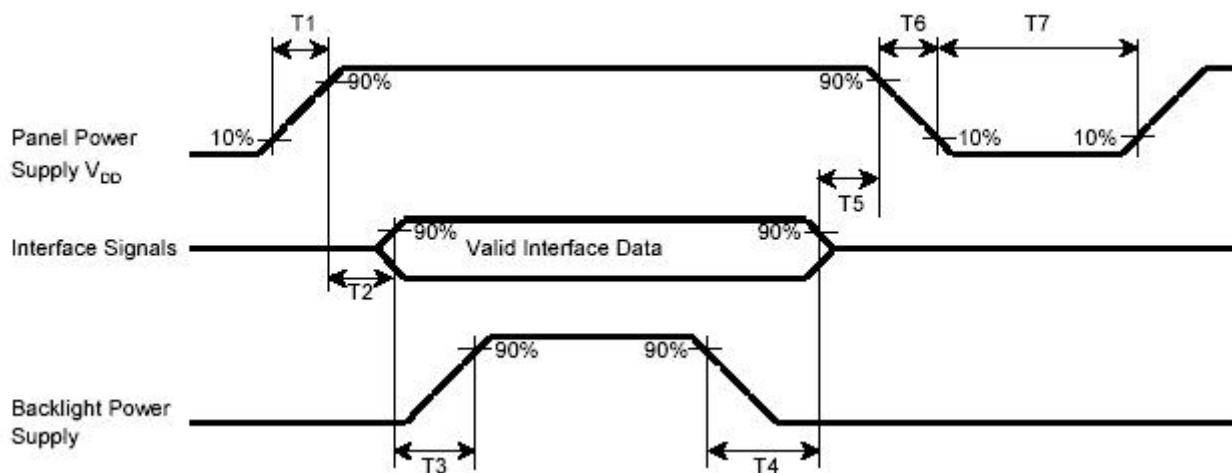 T1
T6
T7
90%
90%
Panel Power
Supply VDD
10%
10%
10%
T5
Interface Signals
90%
Valid Interface Data
90%
T2
90%
90%
Backlight Power
Supply
T3
T4